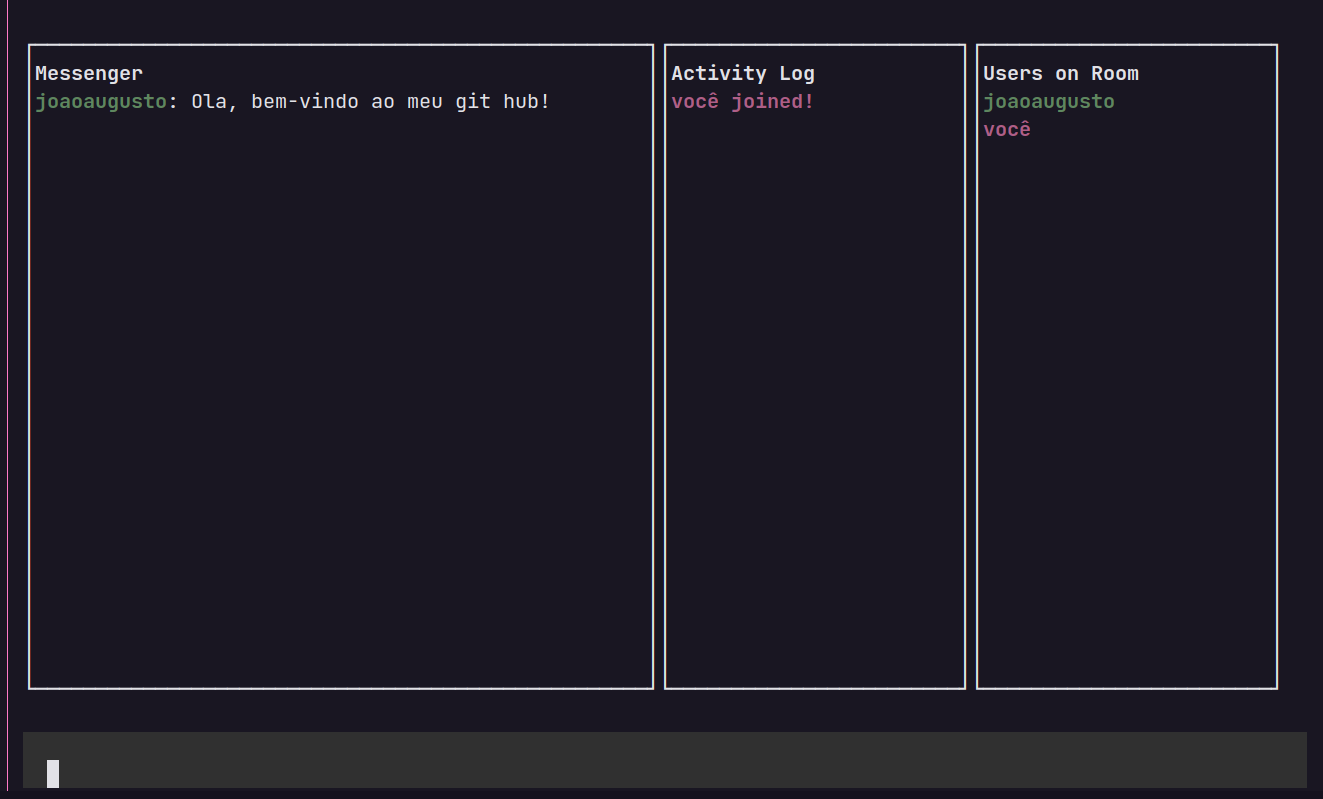 Messenger
joaoaugusto: Ola, bem-vindo ao meu git hub!
Activity Log
você joined!
Users on Room
joaoaugusto
você